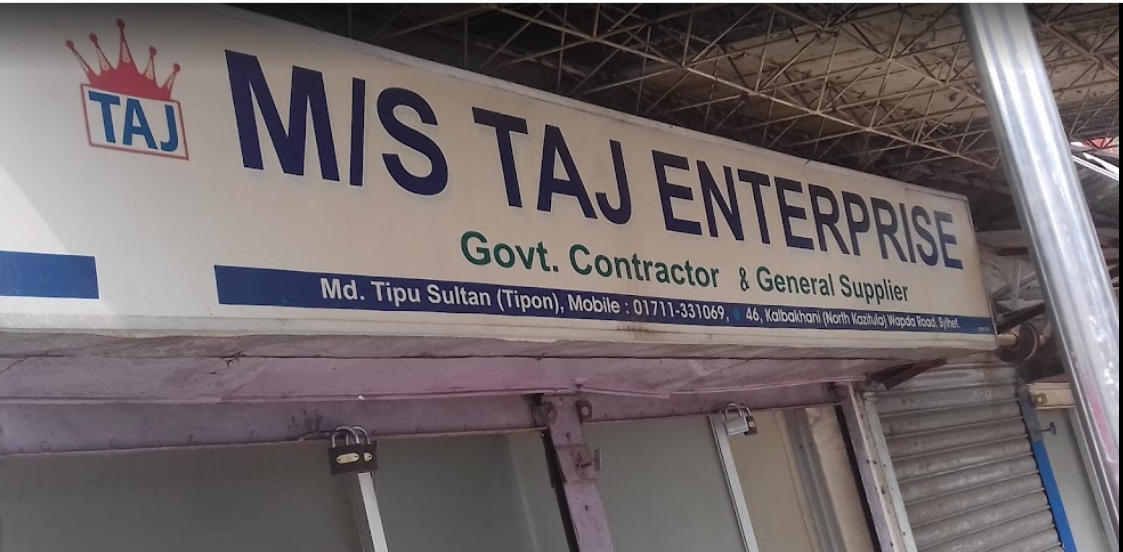 TAJ
M/S TAJ ENTERPRISE
Govt. Contractor & General Supplier
Md. Tipu Sultan (Tipon), Mobile : 01711-331069, 46, Kalbakhani (North Kazitula) Wapda Road, Sylhet.